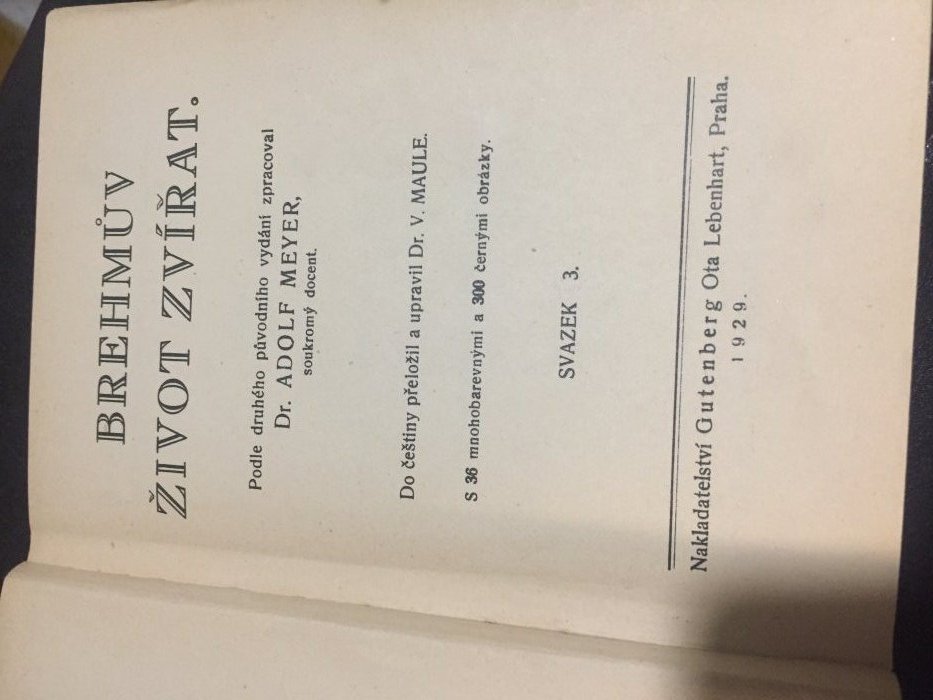 BREHMŮV
ŽIVOT ZVÍŘAT.
Podle druhého původního vydání zpracoval
Dr. ADOLF MEYER,
soukromý docent.
Do češtiny přeložil a upravil Dr. V. MAULE.
S 36 mnohobarevnými a 300 černými obrázky.
SVAZEK 3.
Nakladatelství Gutenberg Ota Lebenhart, Praha.
1929.